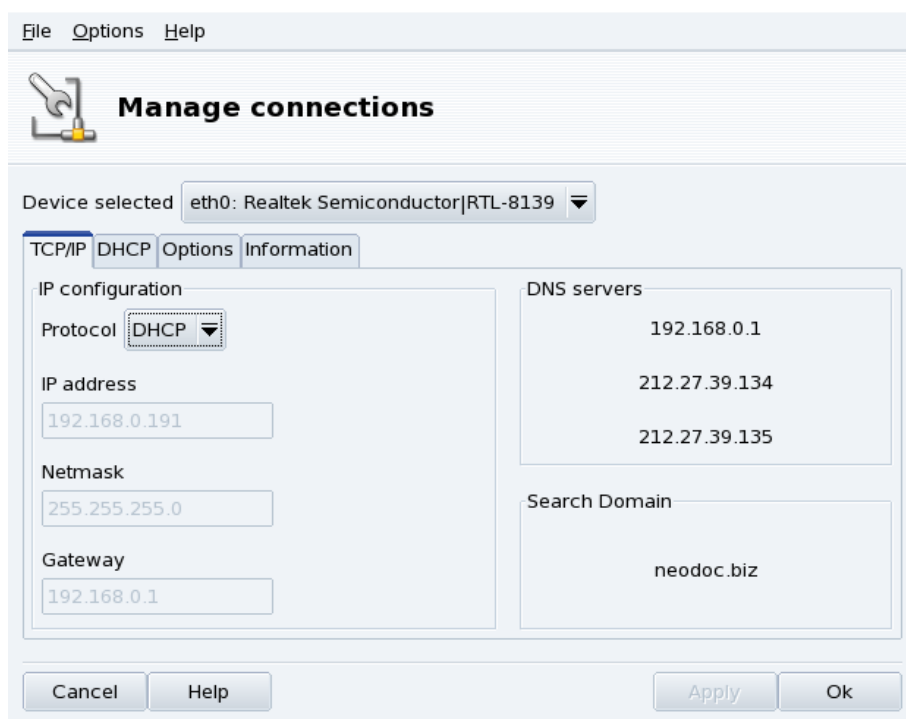 File Options Help
Manage connections
Device selected eth0: Realtek Semiconductor|RTL-8139
TCP/IP DHCP Options Information
IP configuration
Protocol DHCP
IP address
192.168.0.191
Netmask
255.255.255.0
Gateway
192.168.0.1
DNS servers
192.168.0.1
212.27.39.134
212.27.39.135
Search Domain
neodoc.biz
Cancel Help Apply Ok